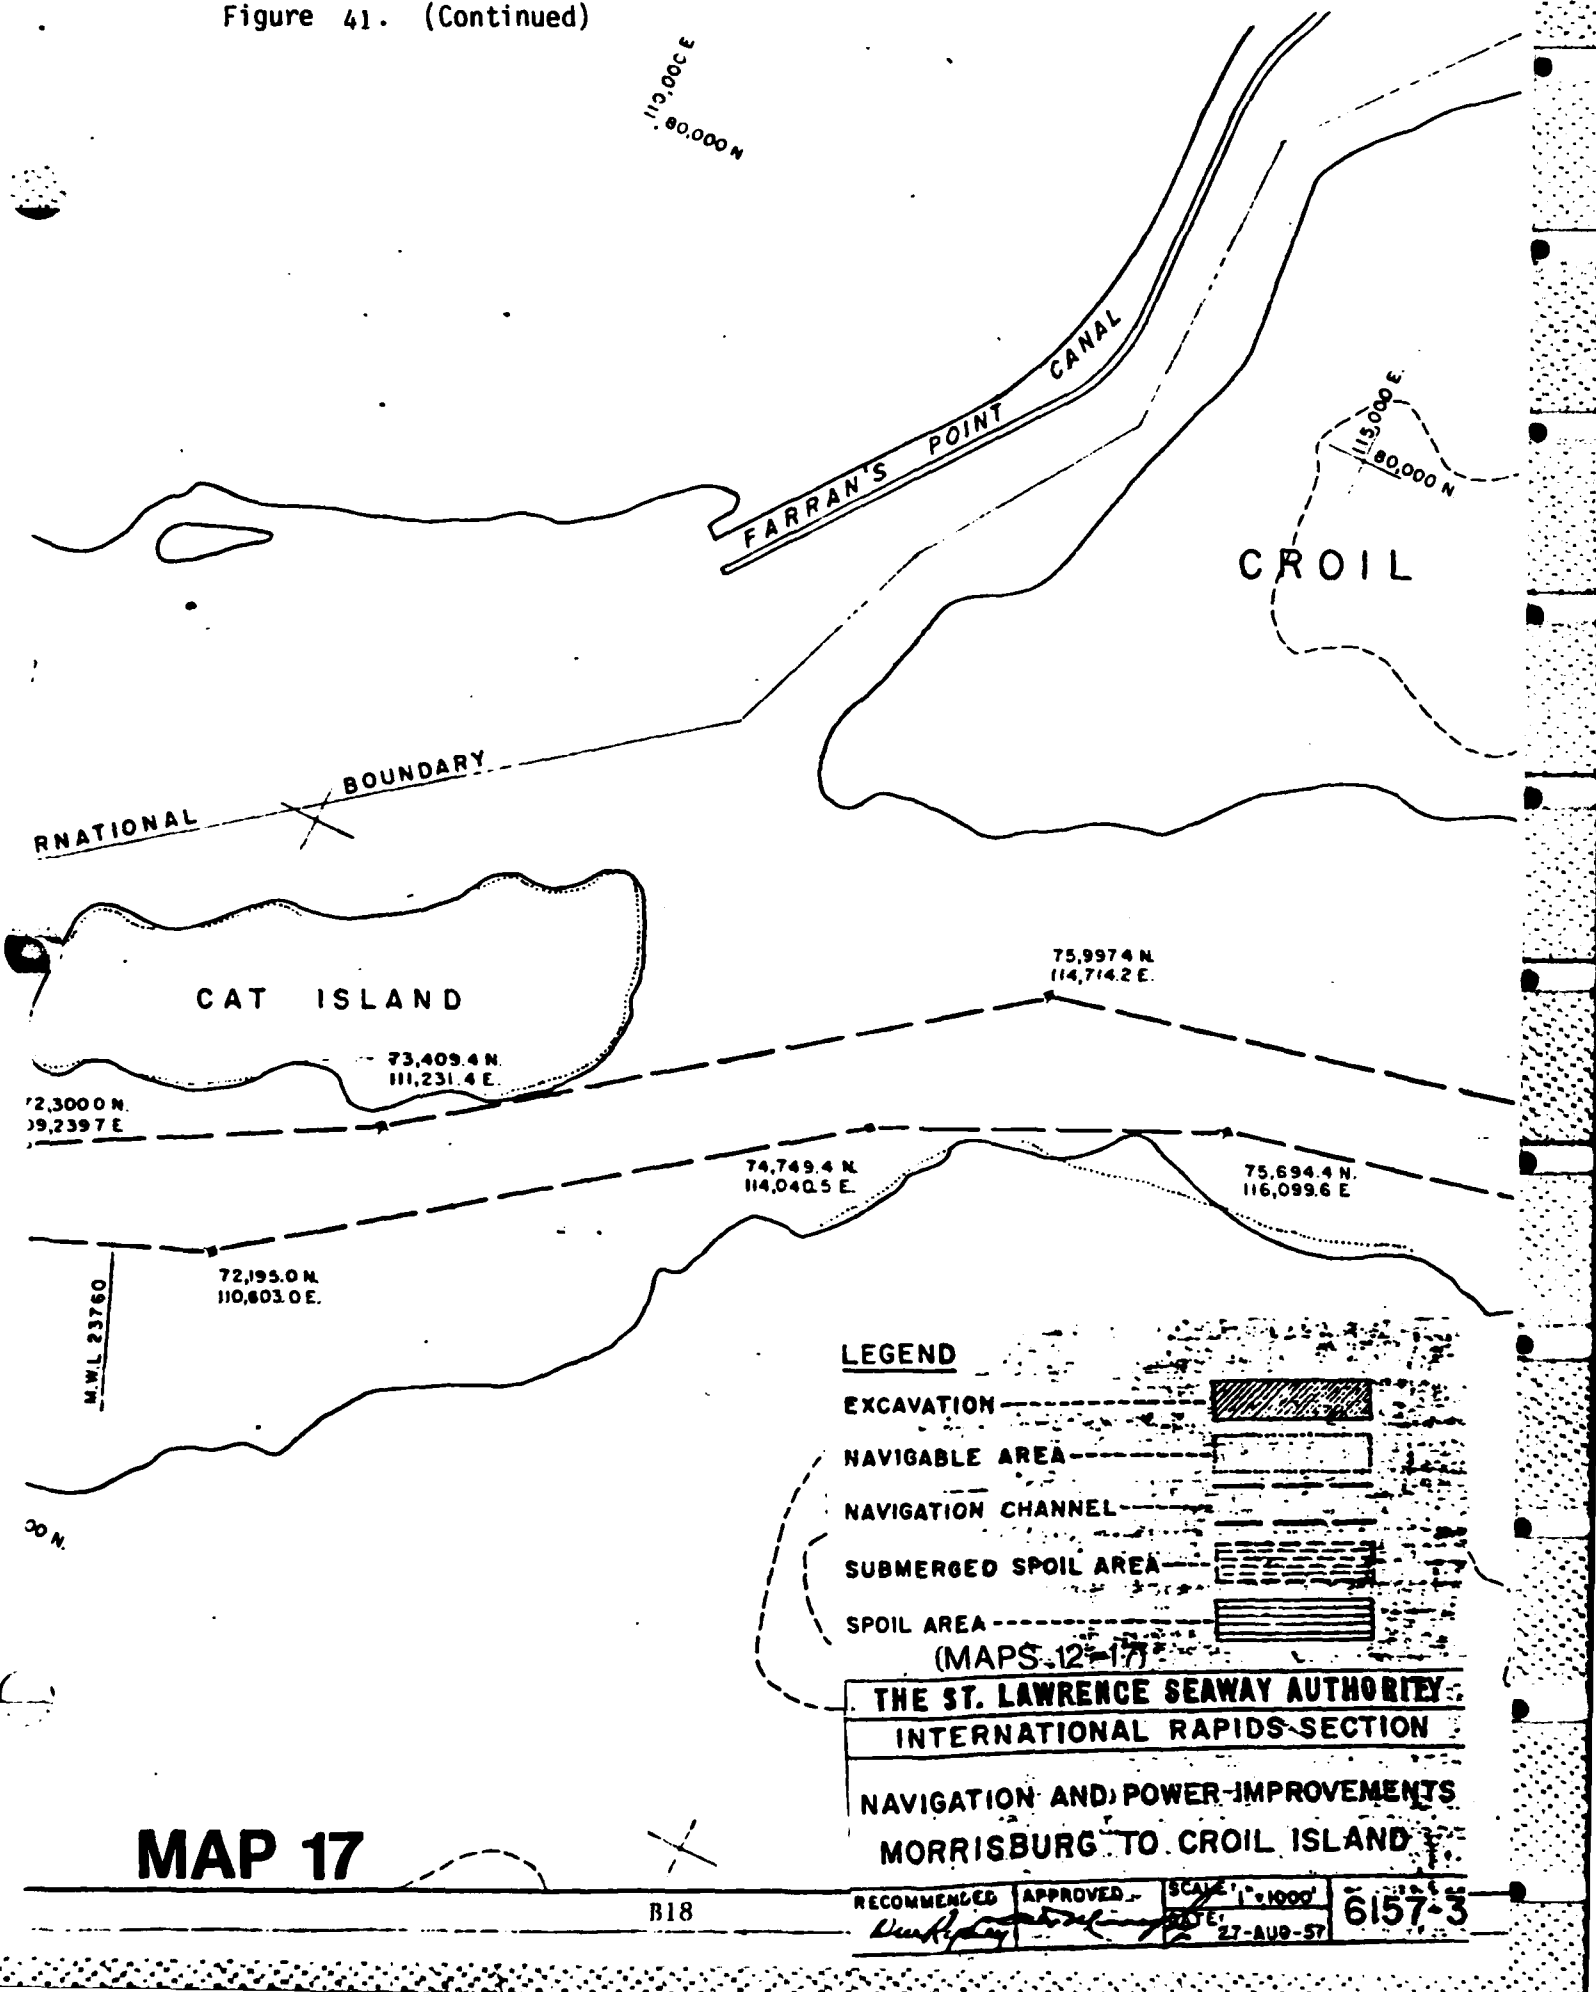 Figure 41. (Continued)
80,000 N
FARRAN'S POINT CANAL
115,000 E.
80,000 N
CROIL
RNATIONAL BOUNDARY
CAT ISLAND
75,997.4 N.
114,714.2 E.
73,409.4 N.
111,231.4 E.
72,300.0 N.
09,239.7 E
74,749.4 N.
114,040.5 E.
75,694.4 N.
116,099.6 E
72,195.0 N.
110,603.0 E.
M.W.L 237.60
00 N.
LEGEND
EXCAVATION
NAVIGABLE AREA
NAVIGATION CHANNEL
SUBMERGED SPOIL AREA
SPOIL AREA
(MAPS 12-17)
THE ST. LAWRENCE SEAWAY AUTHORITY
INTERNATIONAL RAPIDS SECTION
NAVIGATION AND POWER IMPROVEMENTS
MORRISBURG TO CROIL ISLAND
MAP 17
B18
RECOMMENDED
APPROVED
SCALE: 1"=1000'
DATE:
27-AUG-57
6157-3